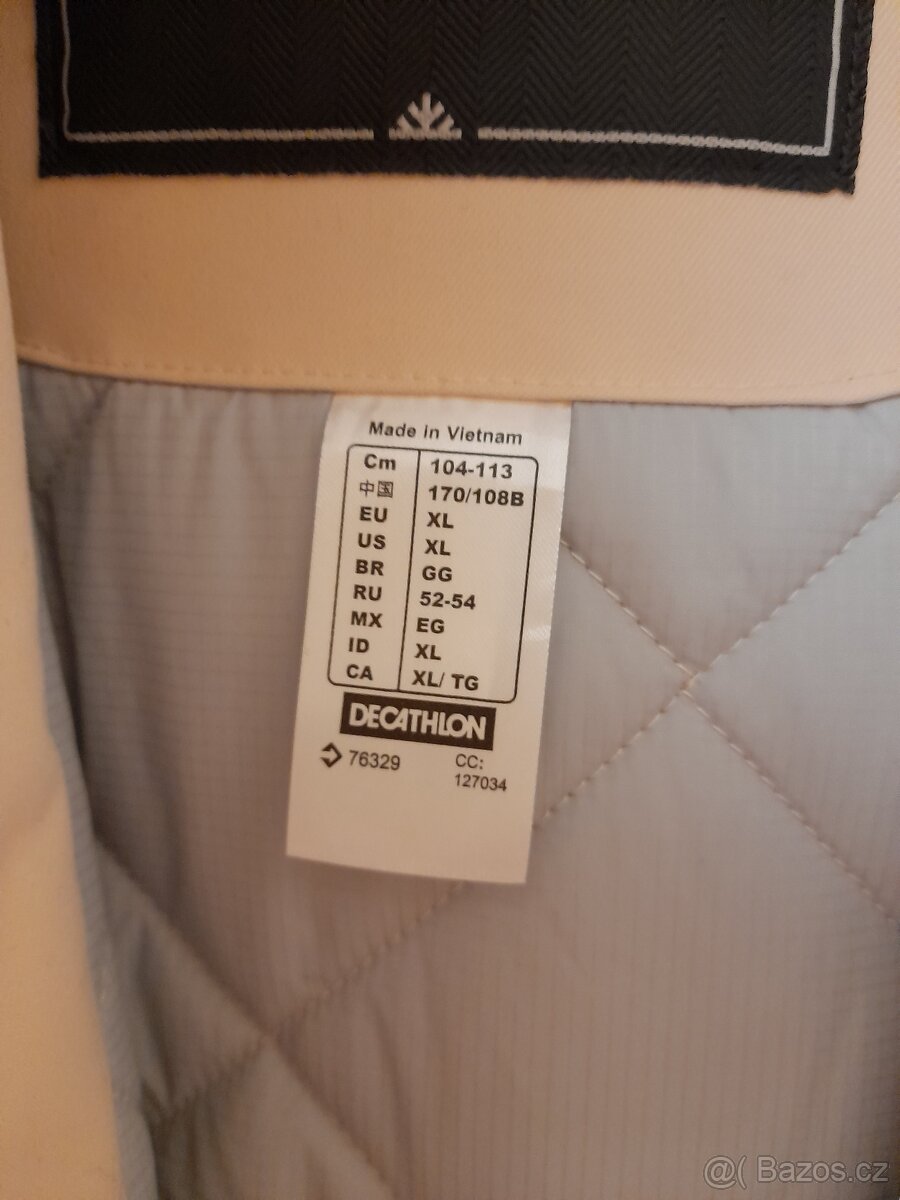 Made in Vietnam
Cm 104-113
中国 170/108B
EU XL
US XL
BR GG
RU 52-54
MX EG
ID XL
CA XL/ TG
DECATHLON
76329 CC:
127034
@( Bazos.cz